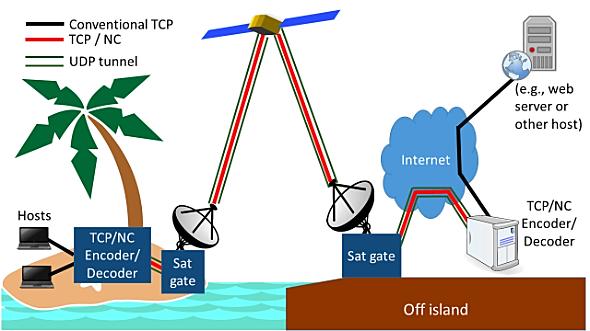 Conventional TCP
TCP / NC
UDP tunnel
(e.g., web
server or
other host)
Internet
Hosts
TCP/NC
Encoder/
Decoder
Sat
gate
Sat gate
TCP/NC
Encoder/
Decoder
Off island